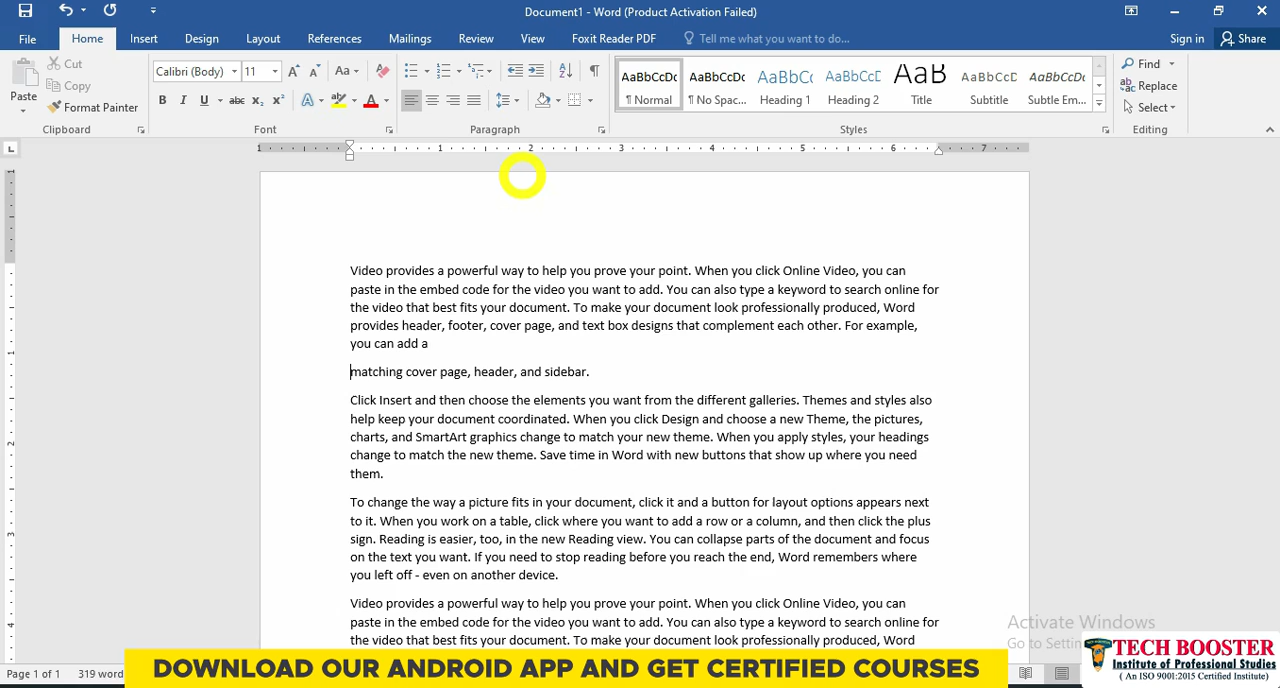 Document1 - Word (Product Activation Failed)
File Home Insert Design Layout References Mailings Review View Foxit Reader PDF Tell me what you want to do... Sign in Share
Paste
Cut
Copy
Format Painter
Clipboard
Calibri (Body) 11 A A Aa
B I U abc X₂ X² A A
Font
Paragraph
AaBbCcDc AaBbCcDc AaBbC AaBbCcD AaB AaBbCcD AaBbCcDc
¶ Normal ¶ No Spac... Heading 1 Heading 2 Title Subtitle Subtle Em...
Styles
Find
Replace
Select
Editing
1 1 2 3 4 5 6 7
Video provides a powerful way to help you prove your point. When you click Online Video, you can
paste in the embed code for the video you want to add. You can also type a keyword to search online for
the video that best fits your document. To make your document look professionally produced, Word
provides header, footer, cover page, and text box designs that complement each other. For example,
you can add a
matching cover page, header, and sidebar.
Click Insert and then choose the elements you want from the different galleries. Themes and styles also
help keep your document coordinated. When you click Design and choose a new Theme, the pictures,
charts, and SmartArt graphics change to match your new theme. When you apply styles, your headings
change to match the new theme. Save time in Word with new buttons that show up where you need
them.
To change the way a picture fits in your document, click it and a button for layout options appears next
to it. When you work on a table, click where you want to add a row or a column, and then click the plus
sign. Reading is easier, too, in the new Reading view. You can collapse parts of the document and focus
on the text you want. If you need to stop reading before you reach the end, Word remembers where
you left off - even on another device.
Video provides a powerful way to help you prove your point. When you click Online Video, you can
paste in the embed code for the video you want to add. You can also type a keyword to search online for
the video that best fits your document. To make your document look professionally produced, Word
Activate Windows
Go to Settin
Page 1 of 1 319 word
DOWNLOAD OUR ANDROID APP AND GET CERTIFIED COURSES
TECH BOOSTER
Institute of Professional Studies
( An ISO 9001:2015 Certified Institute)